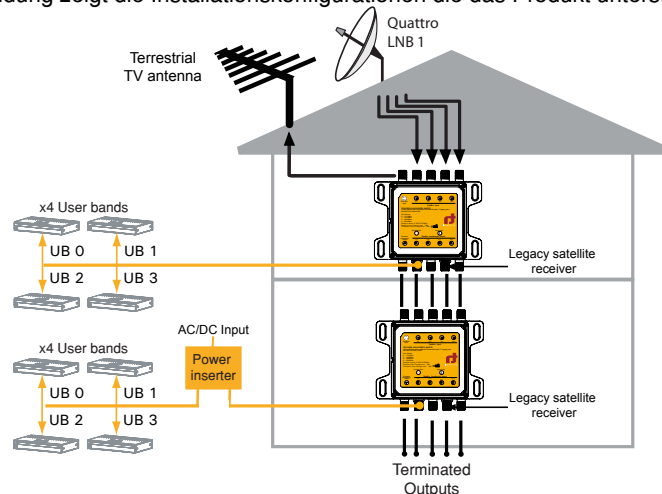 dung zeigt die Installationskonfigurationen die das Produkt unters
Quattro
LNB 1
Terrestrial
TV antenna
x4 User bands
UB 0
UB 1
UB 2
UB 3
Legacy satellite
receiver
AC/DC Input
x4 User bands
Power
inserter
UB 0
UB 1
UB 2
UB 3
Legacy satellite
receiver
Terminated
Outputs